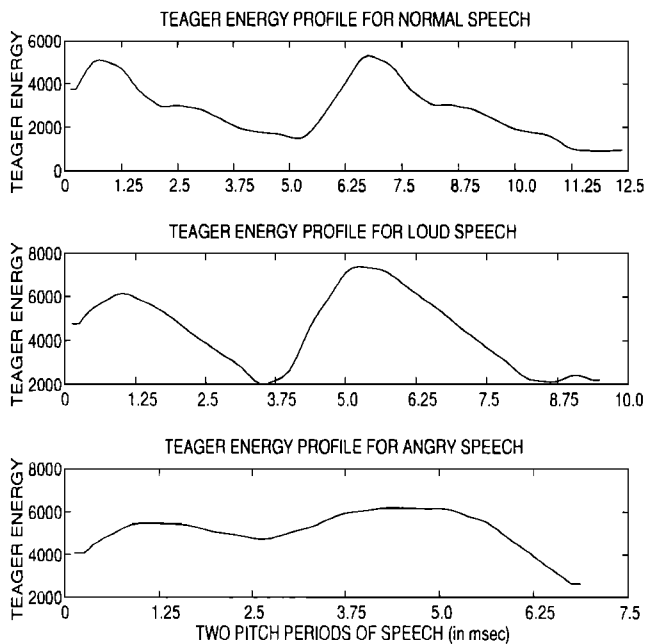 TEAGER ENERGY PROFILE FOR NORMAL SPEECH
TEAGER ENERGY
6000
4000
2000
0
0 1.25 2.5 3.75 5.0 6.25 7.5 8.75 10.0 11.25 12.5
TEAGER ENERGY PROFILE FOR LOUD SPEECH
TEAGER ENERGY
8000
6000
4000
2000
0 1.25 2.5 3.75 5.0 6.25 7.5 8.75 10.0
TEAGER ENERGY PROFILE FOR ANGRY SPEECH
TEAGER ENERGY
8000
6000
4000
2000
0 1.25 2.5 3.75 5.0 6.25 7.5
TWO PITCH PERIODS OF SPEECH (in msec)